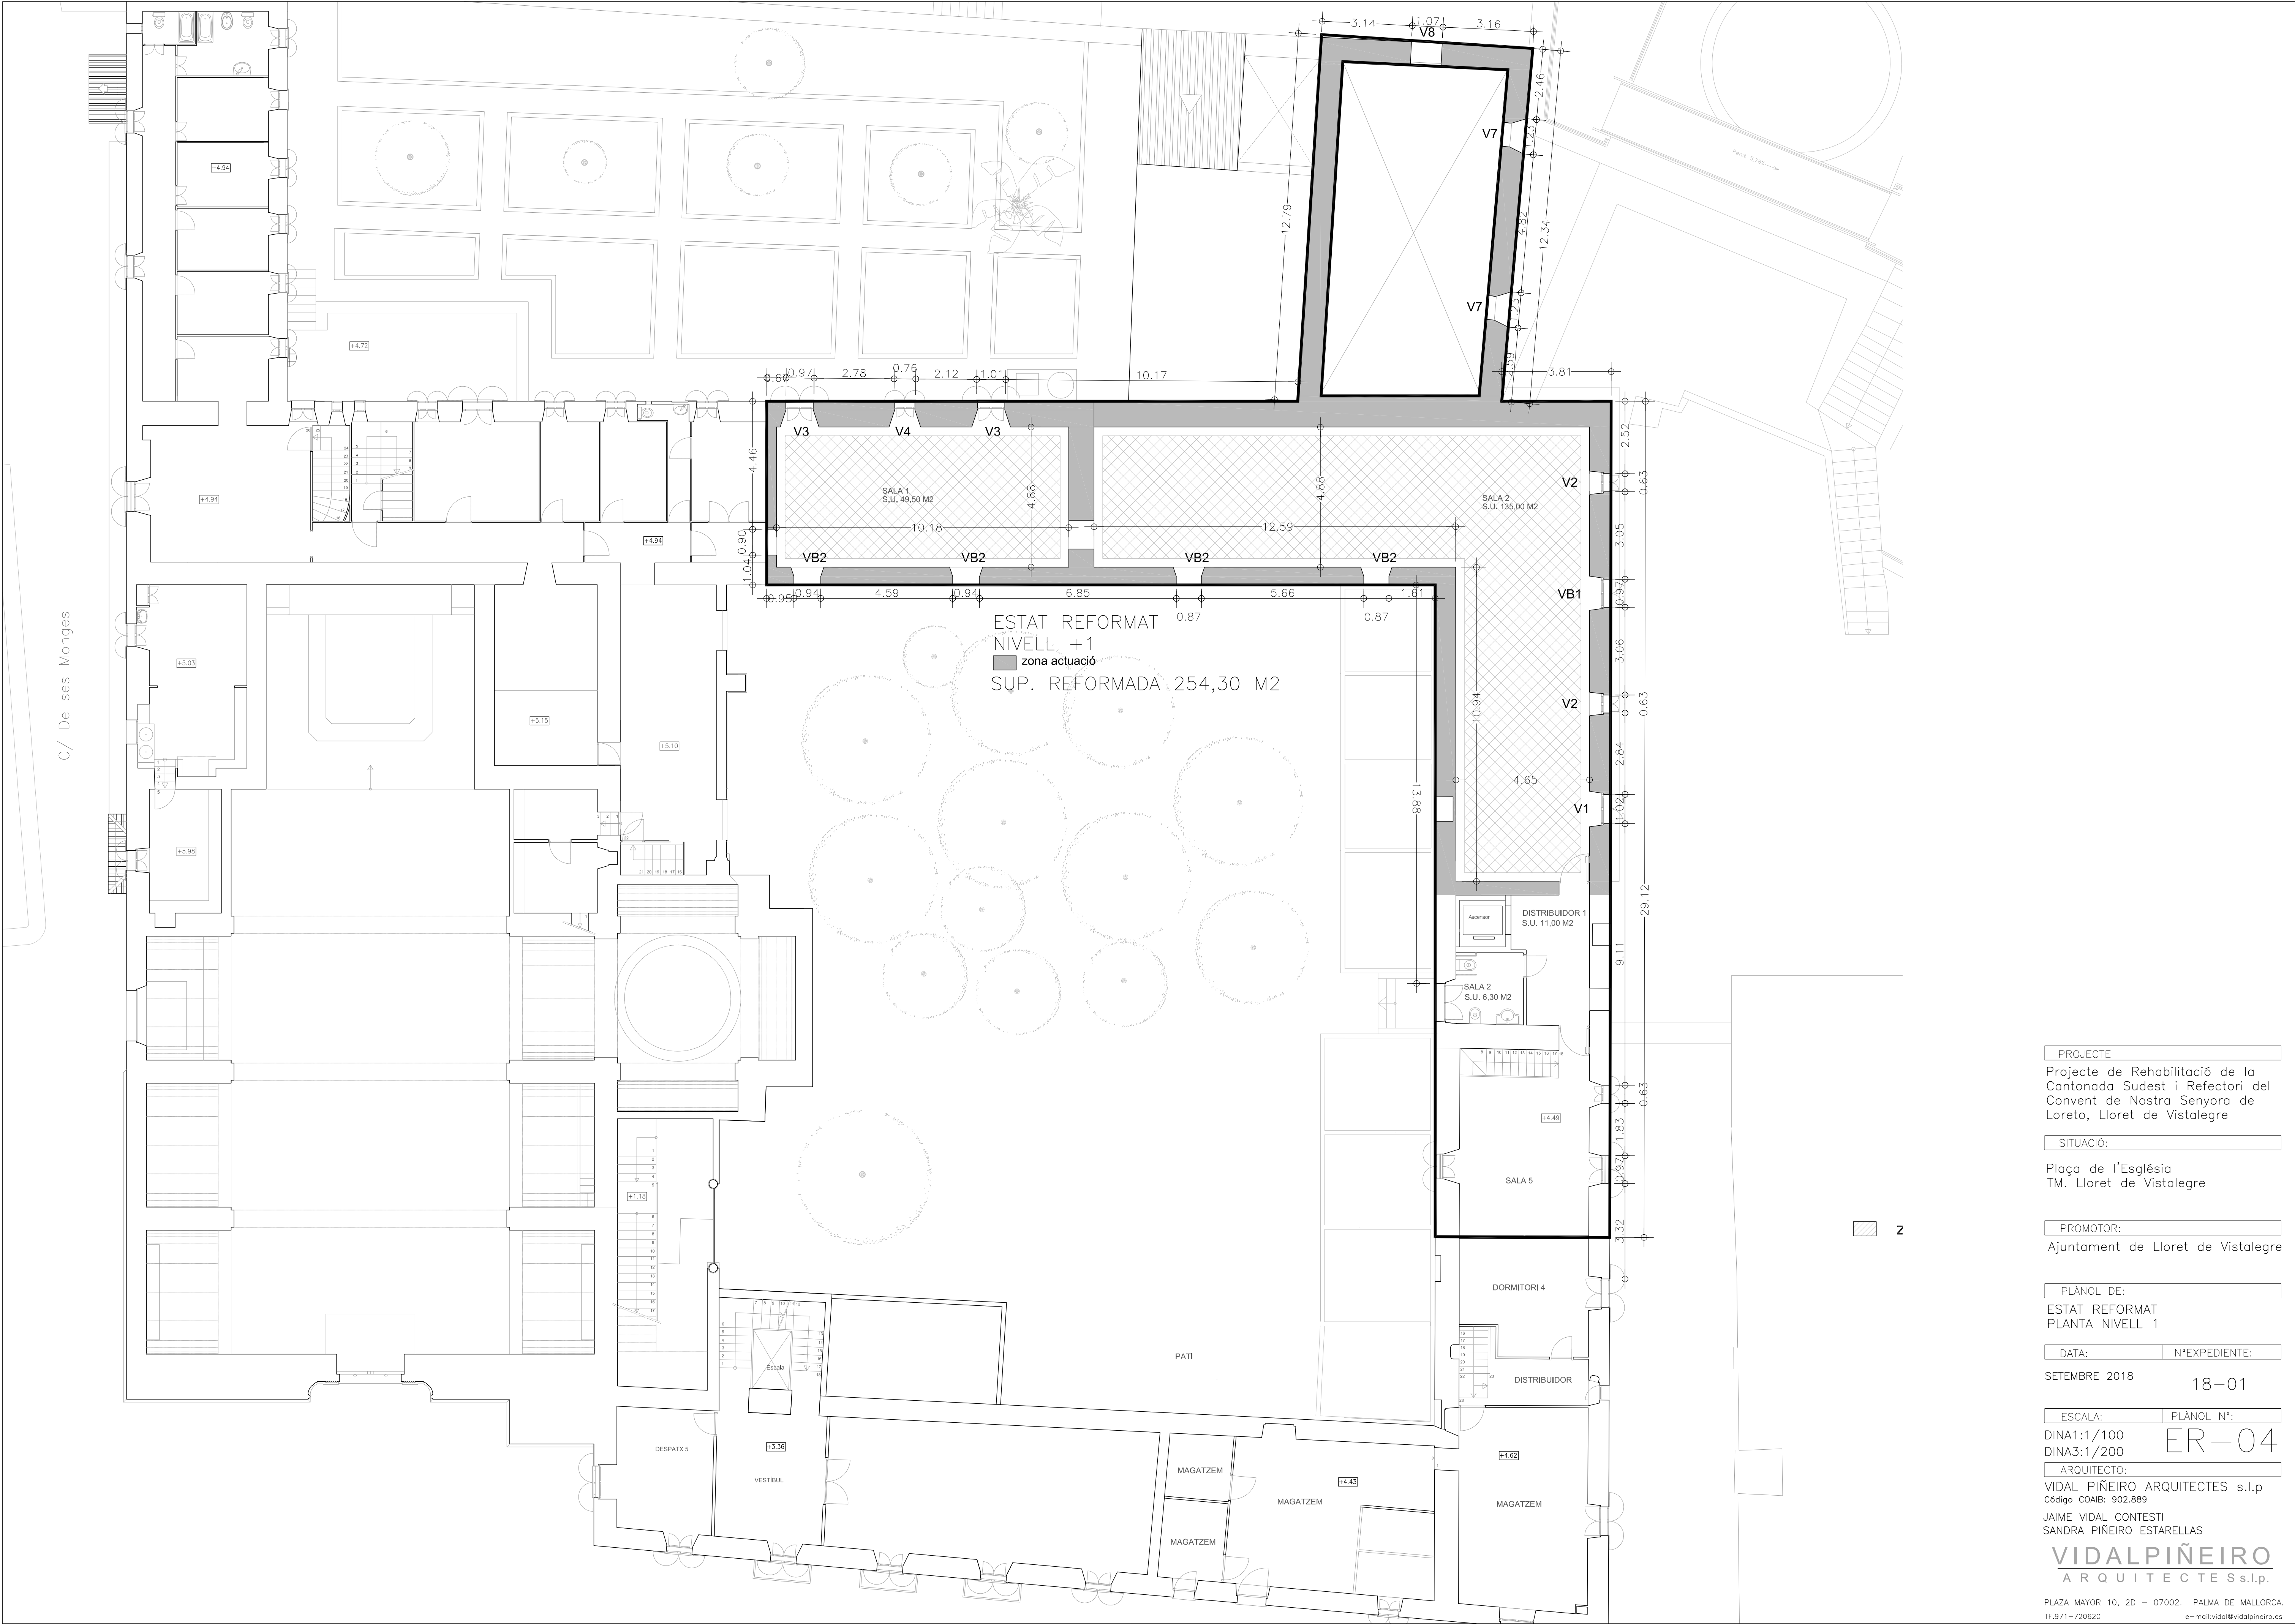 3.14
1.07
3.16
V8
2.46
V7
1.23
4.82
12.34
12.79
V7
1.23
2.59
3.81
+4.94
+4.72
0.97
2.78
0.76
2.12
1.01
10.17
V3
V4
V3
4.46
SALA 1
S.U. 49,50 M2
4.88
10.18
4.88
12.59
SALA 2
S.U. 135,00 M2
V2
2.52
0.63
3.05
+4.94
+4.94
0.90
1.04
VB2
VB2
VB2
VB2
VB1
0.97
0.95
0.94
4.59
0.94
6.85
0.87
5.66
0.87
1.61
C/ De ses Monges
ESTAT REFORMAT
NIVELL +1
zona actuació
SUP. REFORMADA 254,30 M2
3.06
V2
0.63
2.84
10.94
4.65
13.88
V1
1.02
+5.03
+5.15
+5.10
+5.98
29.12
Ascensor
DISTRIBUIDOR 1
S.U. 11,00 M2
9.11
SALA 2
S.U. 6,30 M2
+4.49
0.63
1.83
0.97
3.32
SALA 5
+1.18
Z
DORMITORI 4
DISTRIBUIDOR
PATI
Escala
DESPATX 5
+3.36
VESTÍBUL
MAGATZEM
MAGATZEM
MAGATZEM
+4.43
+4.62
MAGATZEM
PROJECTE
Projecte de Rehabilitació de la
Cantonada Sudest i Refectori del
Convent de Nostra Senyora de
Loreto, Lloret de Vistalegre
SITUACIÓ:
Plaça de l'Església
TM. Lloret de Vistalegre
PROMOTOR:
Ajuntament de Lloret de Vistalegre
PLÀNOL DE:
ESTAT REFORMAT
PLANTA NIVELL 1
DATA: N°EXPEDIENTE:
SETEMBRE 2018 18-01
ESCALA: PLÀNOL Nº:
DINA1:1/100 ER-04
DINA3:1/200
ARQUITECTO:
VIDAL PIÑEIRO ARQUITECTES s.l.p
Código COAIB: 902.889
JAIME VIDAL CONTESTI
SANDRA PIÑEIRO ESTARELLAS
VIDALPIÑEIRO
ARQUITECTES s.l.p.
PLAZA MAYOR 10, 2D - 07002. PALMA DE MALLORCA.
TF.971-720620 e-mail:vidal@vidalpineiro.es